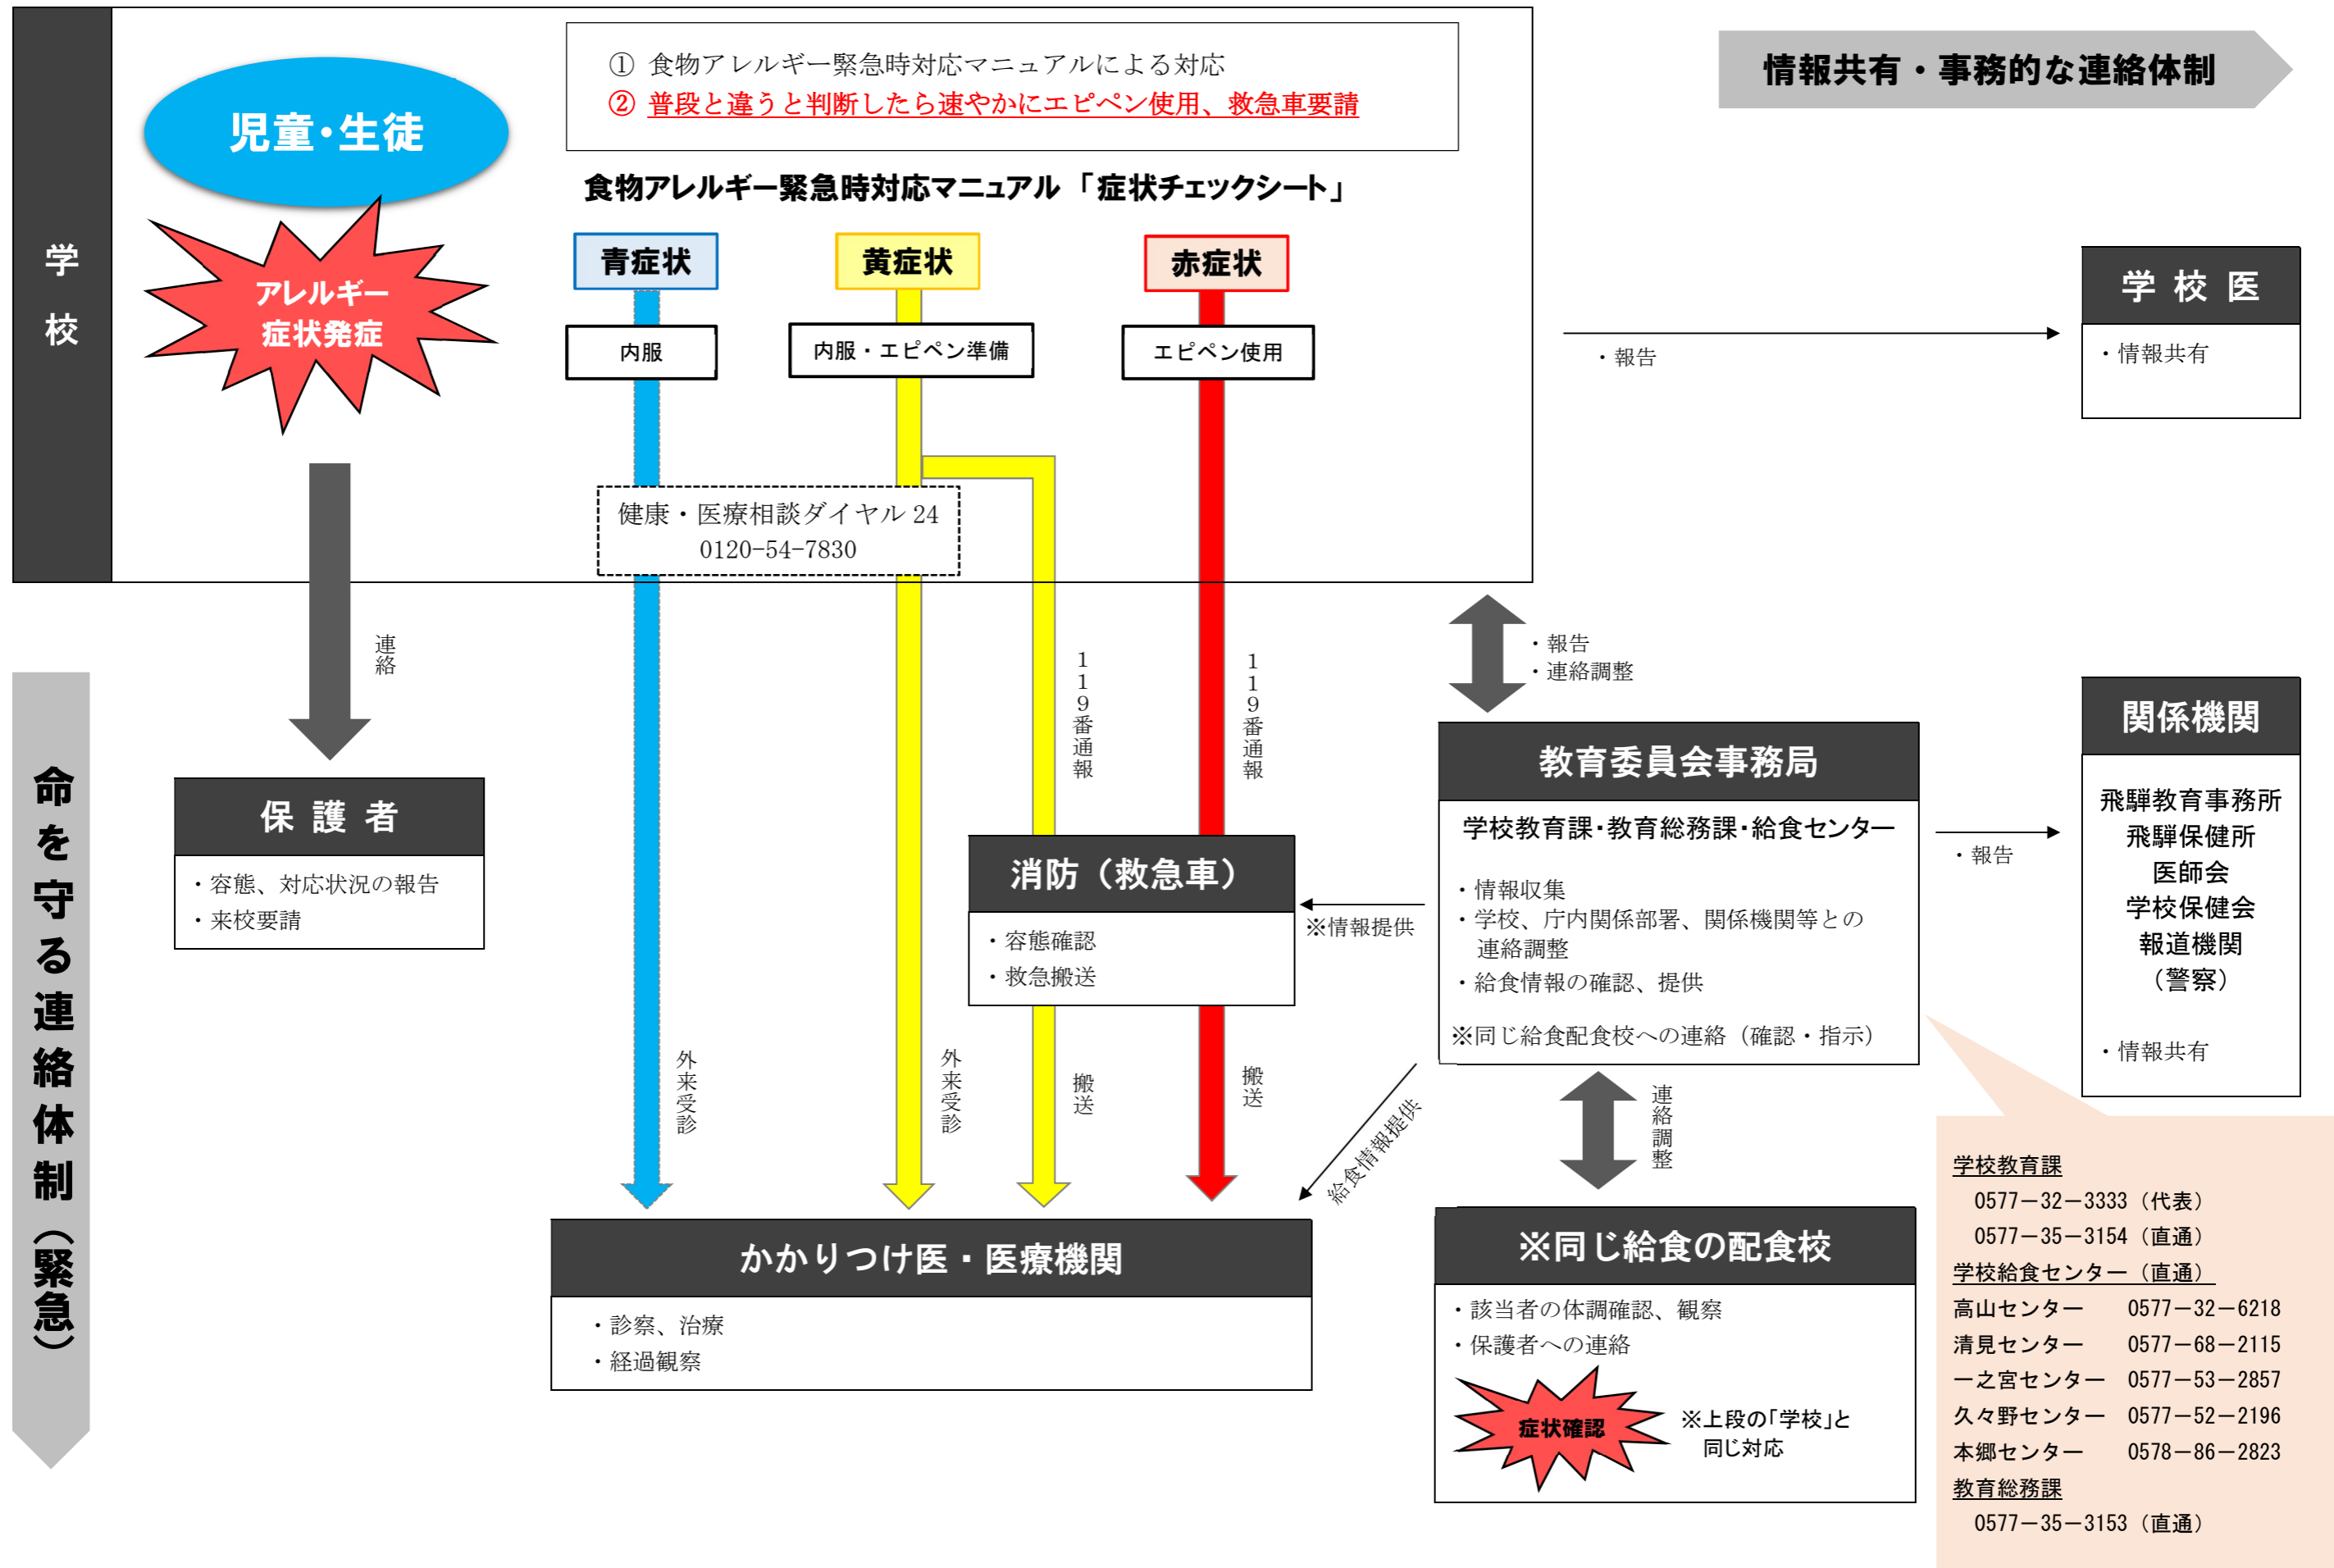 学校
児童・生徒
アレルギー
症状発症
① 食物アレルギー緊急時対応マニュアルによる対応
② 普段と違うと判断したら速やかにエピペン使用、救急車要請
食物アレルギー緊急時対応マニュアル「症状チェックシート」
青症状
黄症状
赤症状
内服
内服・エピペン準備
エピペン使用
健康・医療相談ダイヤル 24
0120-54-7830
情報共有・事務的な連絡体制
・報告
学校医
・情報共有
命を守る連絡体制（緊急）
連絡
保護者
・容態、対応状況の報告
・来校要請
119番通報
119番通報
消防（救急車）
・容態確認
・救急搬送
外来受診
外来受診
搬送
搬送
かかりつけ医・医療機関
・診察、治療
・経過観察
・報告
・連絡調整
教育委員会事務局
学校教育課・教育総務課・給食センター
・情報収集
・学校、庁内関係部署、関係機関等との
連絡調整
・給食情報の確認、提供
※同じ給食配食校への連絡（確認・指示）
※情報提供
給食情報提供
・報告
関係機関
飛騨教育事務所
飛騨保健所
医師会
学校保健会
報道機関
（警察）
・情報共有
連絡調整
※同じ給食の配食校
・該当者の体調確認、観察
・保護者への連絡
症状確認
※上段の「学校」と
同じ対応
学校教育課
0577－32－3333（代表）
0577－35－3154（直通）
学校給食センター（直通）
高山センター 0577－32－6218
清見センター 0577－68－2115
一之宮センター 0577－53－2857
久々野センター 0577－52－2196
本郷センター 0578－86－2823
教育総務課
0577－35－3153（直通）